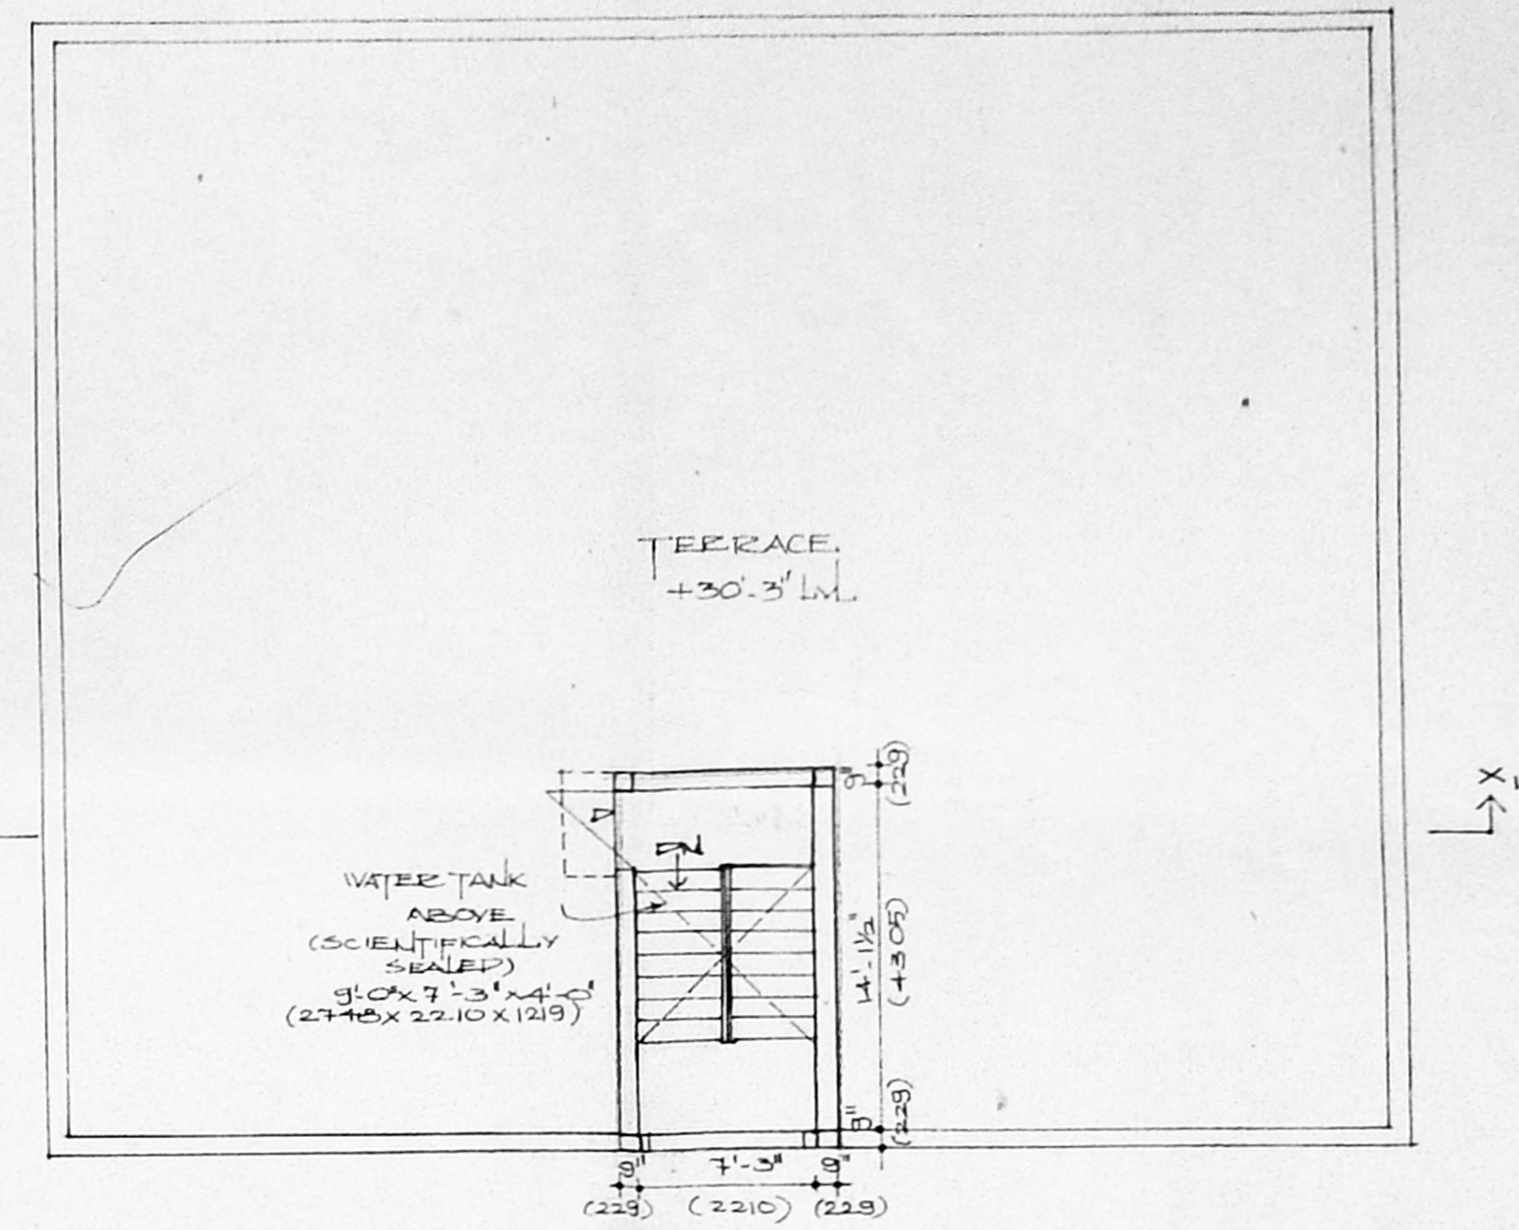 TERRACE.
+30'-3" LVL.
9"
(229)
X
D
DN
WATER TANK
ABOVE
(SCIENTIFICALLY
SEALED)
9'-0"x 7'-3"x4'-0"
(2743x 2210 x 1219)
14'-1½"
(4305)
9"
(229)
9" 7'-3" 9"
(229) (2210) (229)